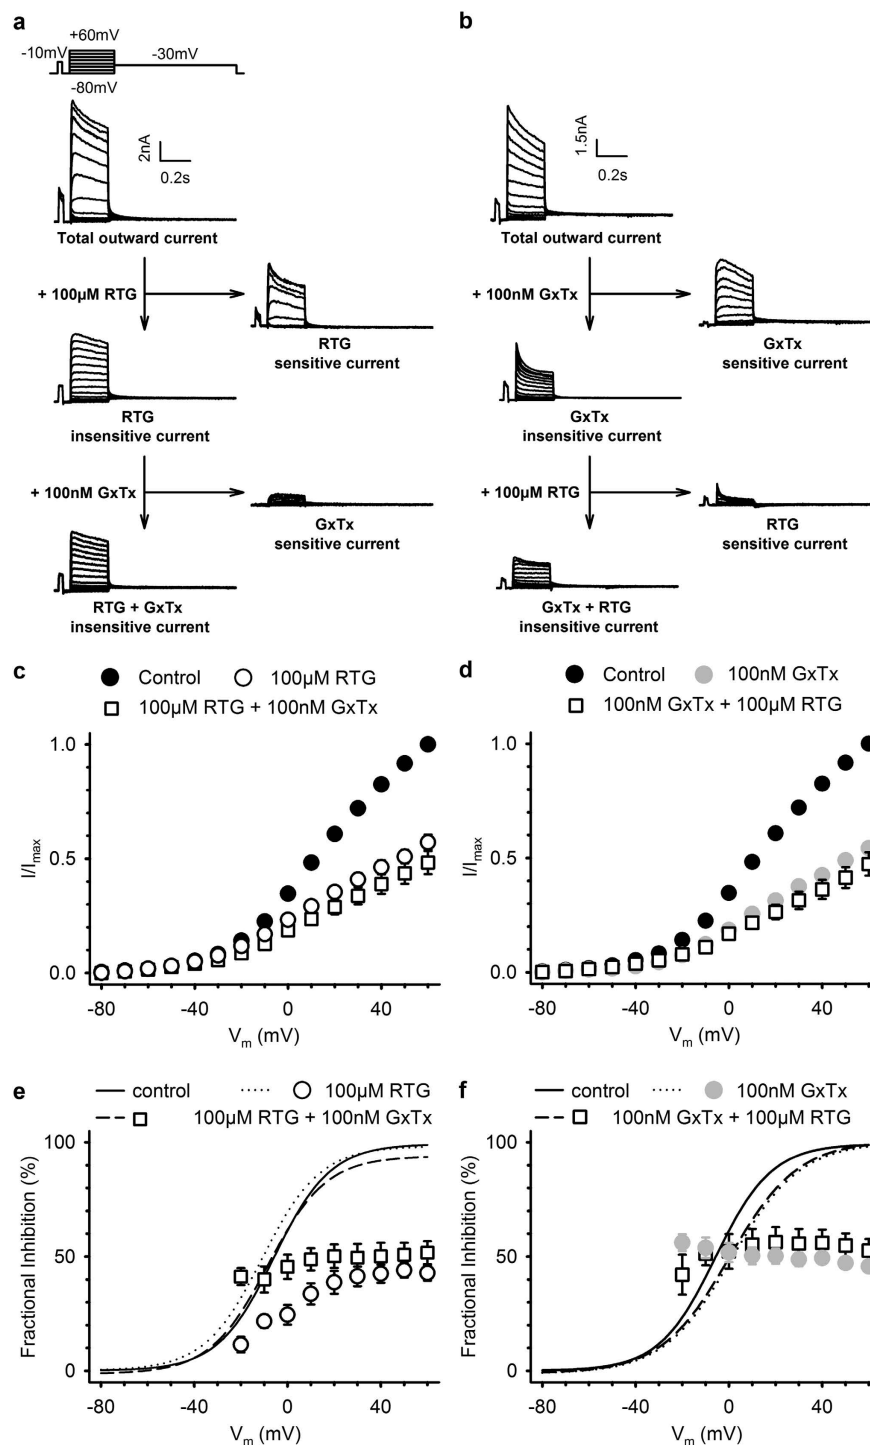 a
+60mV
-10mV
-30mV
-80mV
2nA
0.2s
Total outward current
+ 100µM RTG
RTG
sensitive current
RTG
insensitive current
+ 100nM GxTx
GxTx
sensitive current
RTG + GxTx
insensitive current
b
1.5nA
0.2s
Total outward current
+ 100nM GxTx
GxTx
sensitive current
GxTx
insensitive current
+ 100µM RTG
RTG
sensitive current
GxTx + RTG
insensitive current
c
Control 100µM RTG
100µM RTG + 100nM GxTx
1.0
0.5
0.0
I/Imax
-80 -40 0 40
Vm (mV)
d
Control 100nM GxTx
100nM GxTx + 100µM RTG
1.0
0.5
0.0
I/Imax
-80 -40 0 40
Vm (mV)
e
control 100µM RTG
100µM RTG + 100nM GxTx
100
50
0
Fractional Inhibition (%)
-80 -40 0 40
Vm (mV)
f
control 100nM GxTx
100nM GxTx + 100µM RTG
100
50
0
Fractional Inhibition (%)
-80 -40 0 40
Vm (mV)